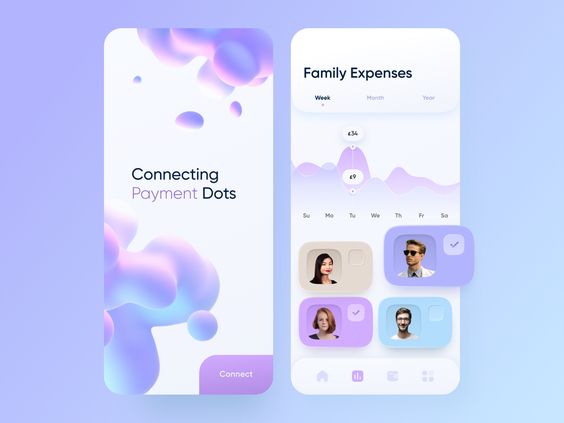 Connecting
Payment Dots
Connect
Family Expenses
Week Month Year
£34
£9
Su Mo Tu We Th Fr Sa